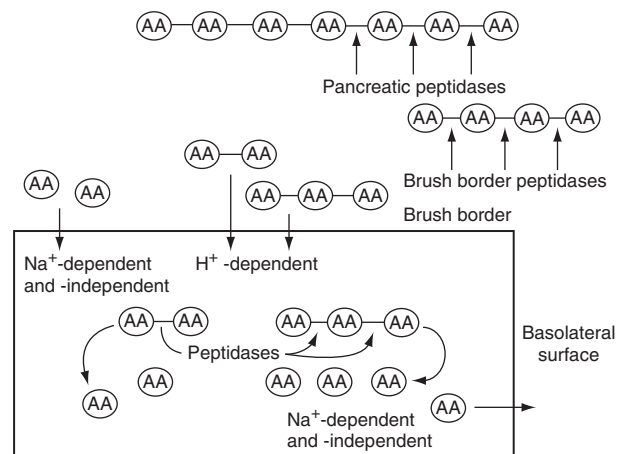 AA AA AA AA AA AA AA
Pancreatic peptidases
AA AA AA AA
Brush border peptidases
Brush border
AA AA
AA AA AA
AA AA
Na⁺-dependent
and -independent
H⁺ -dependent
AA AA
AA AA AA
Peptidases
AA AA
AA AA AA
AA
Na⁺-dependent
and -independent
Basolateral
surface